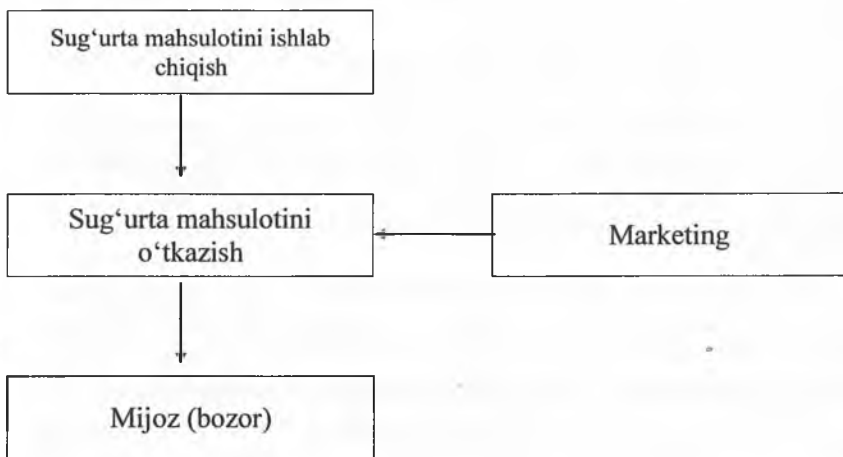 Sug‘urta mahsulotini ishlab
chiqish
Sug‘urta mahsulotini
o‘tkazish
Marketing
Mijoz (bozor)